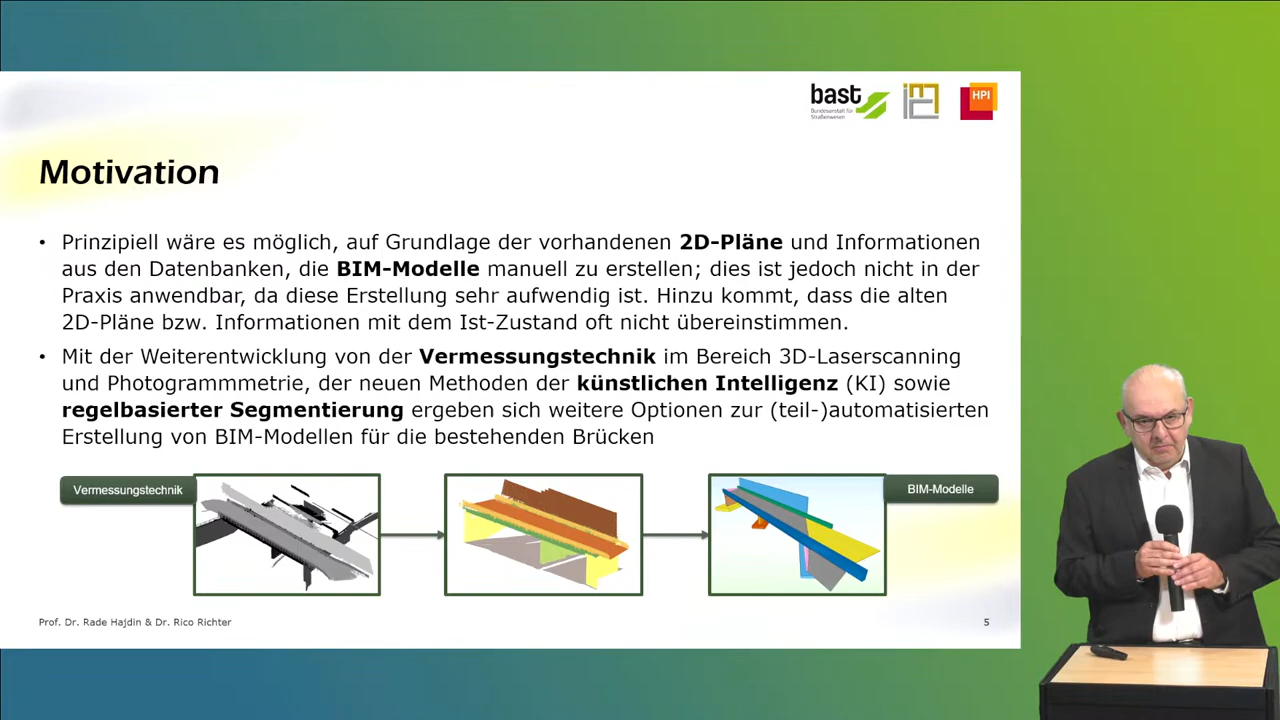 bast
Bundesanstalt für
Straßenwesen
HPI
Motivation
• Prinzipiell wäre es möglich, auf Grundlage der vorhandenen 2D-Pläne und Informationen
aus den Datenbanken, die BIM-Modelle manuell zu erstellen; dies ist jedoch nicht in der
Praxis anwendbar, da diese Erstellung sehr aufwendig ist. Hinzu kommt, dass die alten
2D-Pläne bzw. Informationen mit dem Ist-Zustand oft nicht übereinstimmen.
• Mit der Weiterentwicklung von der Vermessungstechnik im Bereich 3D-Laserscanning
und Photogrammmetrie, der neuen Methoden der künstlichen Intelligenz (KI) sowie
regelbasierter Segmentierung ergeben sich weitere Optionen zur (teil-)automatisierten
Erstellung von BIM-Modellen für die bestehenden Brücken
Vermessungstechnik
BIM-Modelle
Prof. Dr. Rade Hajdin & Dr. Rico Richter
5